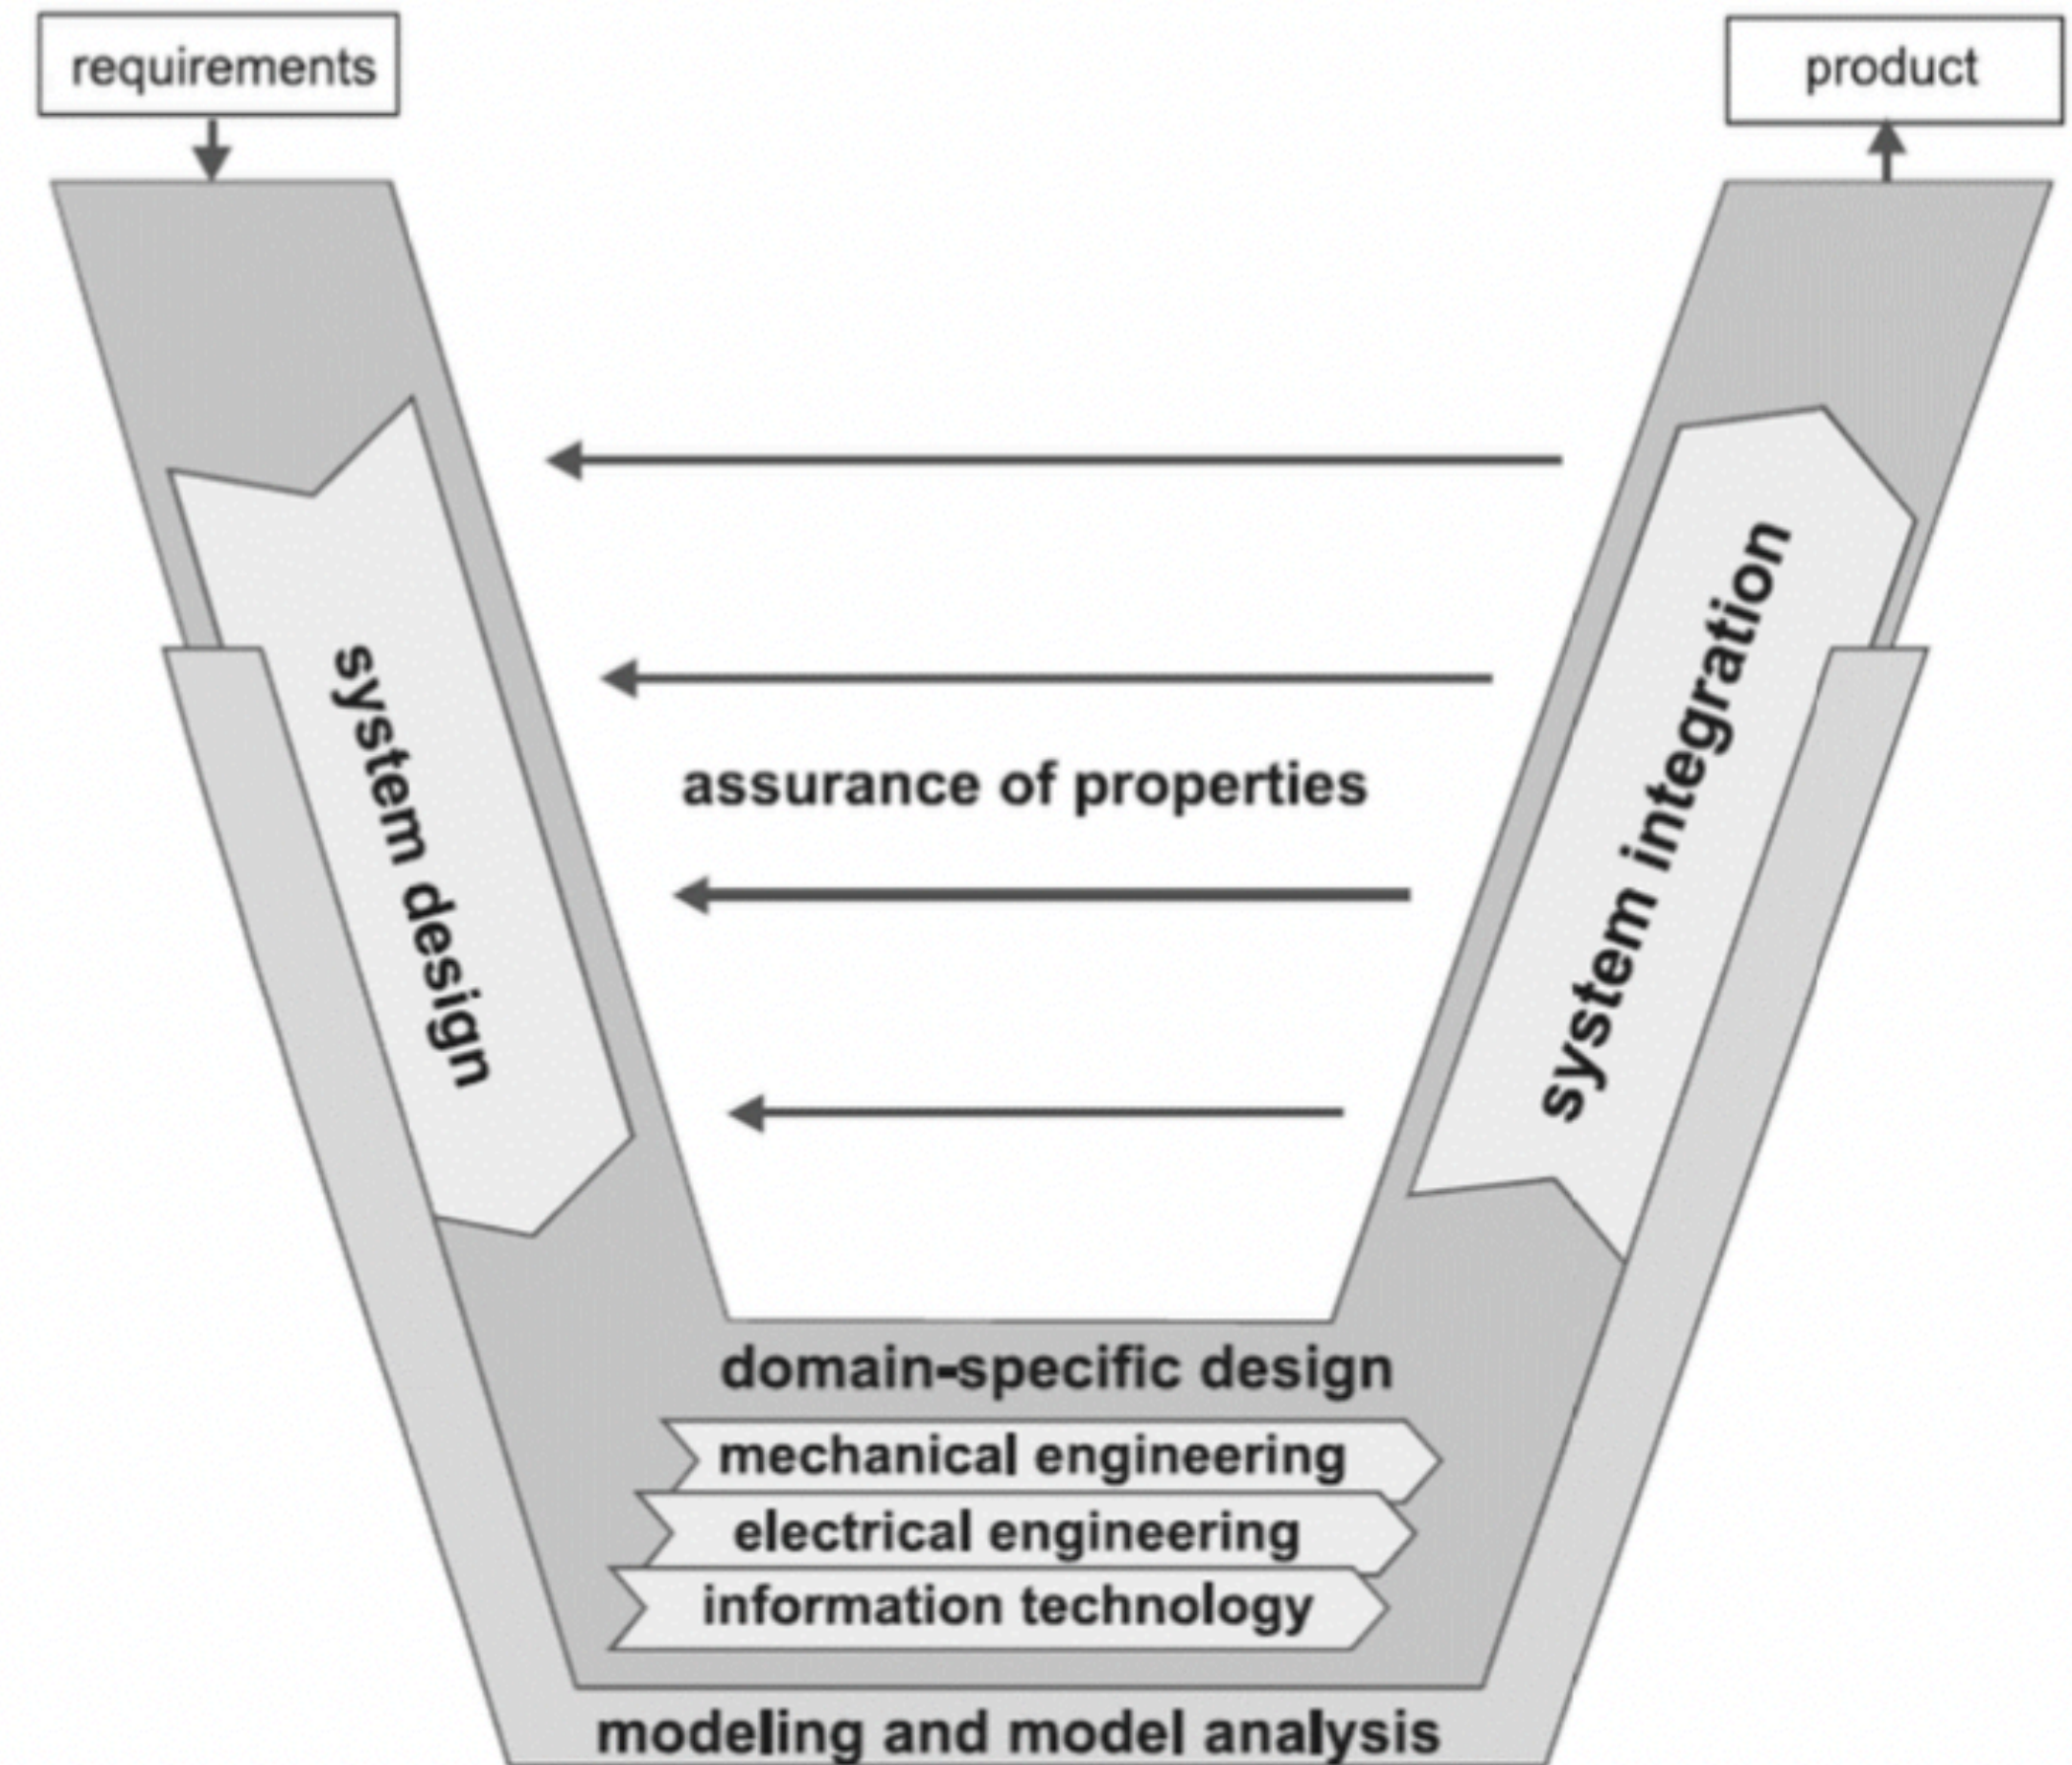 requirements
product
system design
assurance of properties
system integration
domain-specific design
mechanical engineering
electrical engineering
information technology
modeling and model analysis